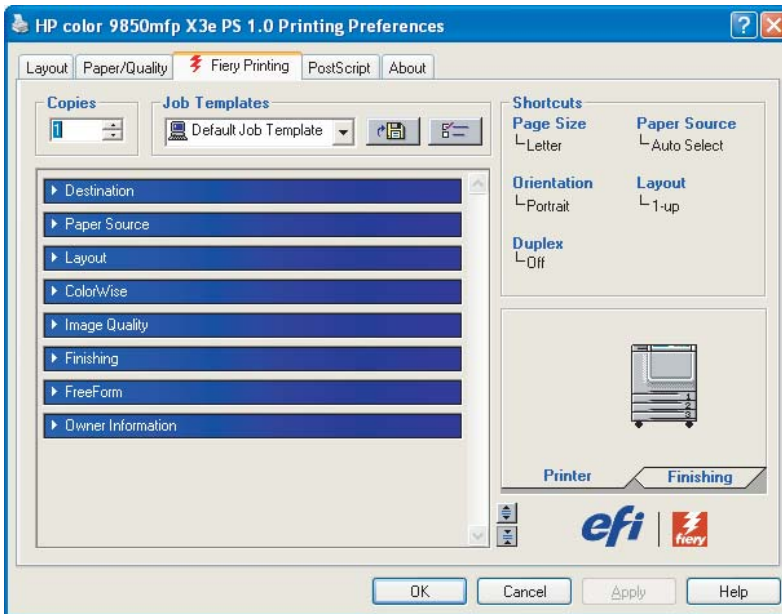 HP color 9850mfp X3e PS 1.0 Printing Preferences
Layout Paper/Quality Fiery Printing PostScript About
Copies
1
Job Templates
Default Job Template
Destination
Paper Source
Layout
ColorWise
Image Quality
Finishing
FreeForm
Owner Information
Shortcuts
Page Size
Letter
Paper Source
Auto Select
Orientation
Portrait
Layout
1-up
Duplex
Off
1
2
3
Printer Finishing
efi
fiery
OK Cancel Apply Help